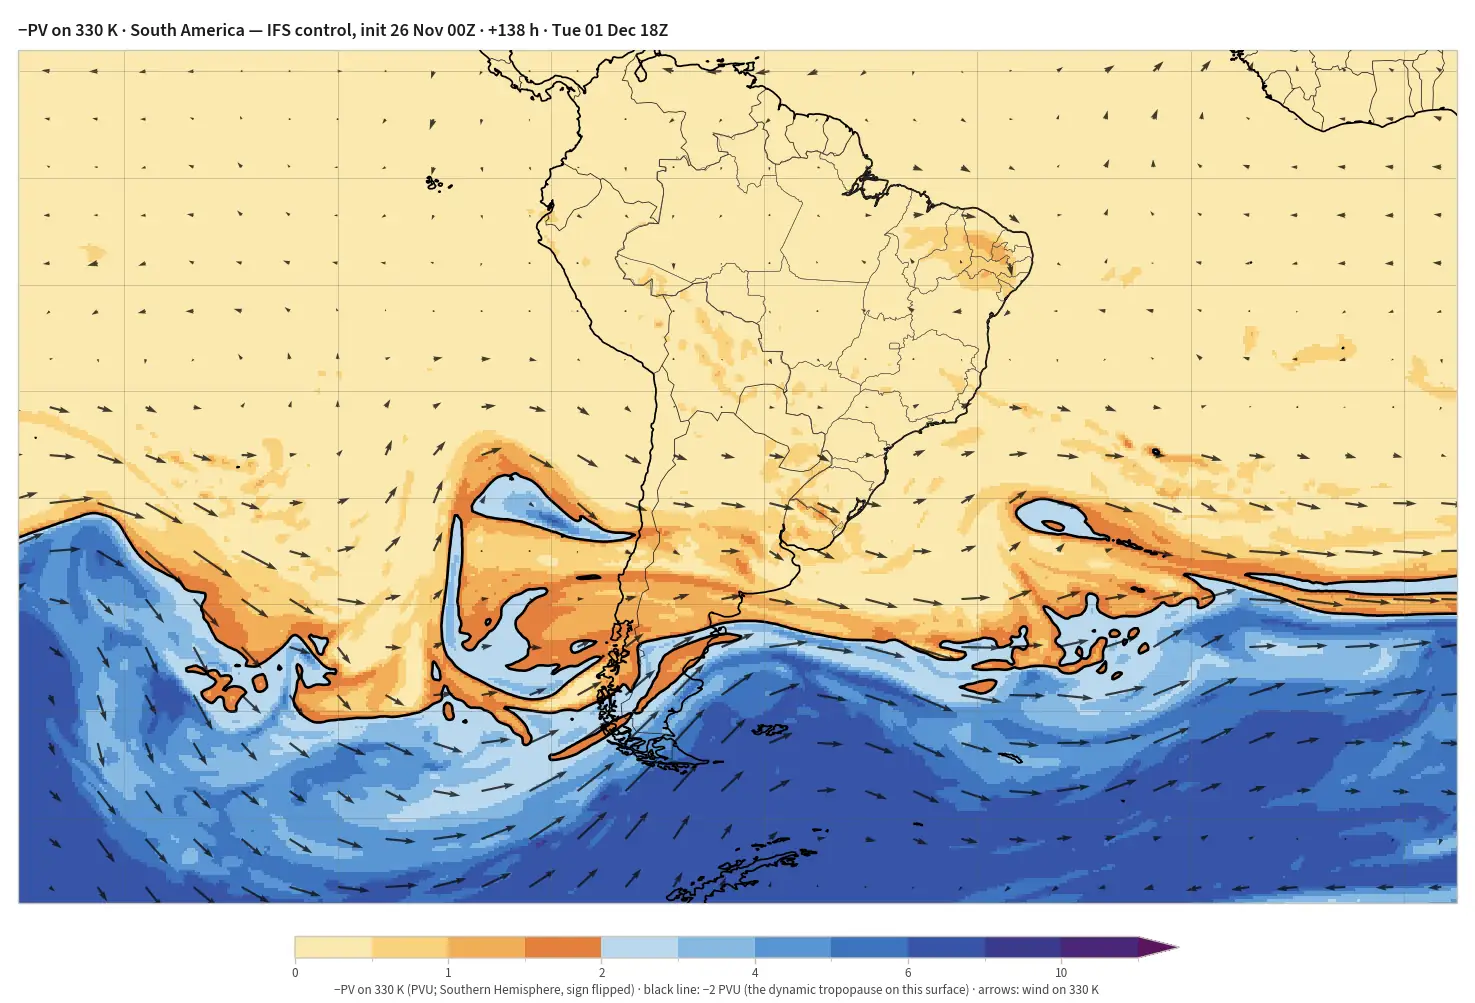 −PV on 330 K · South America — IFS control, init 26 Nov 00Z · +138 h · Tue 01 Dec 18Z
0 1 2 4 6 10
−PV on 330 K (PVU; Southern Hemisphere, sign flipped) · black line: −2 PVU (the dynamic tropopause on this surface) · arrows: wind on 330 K